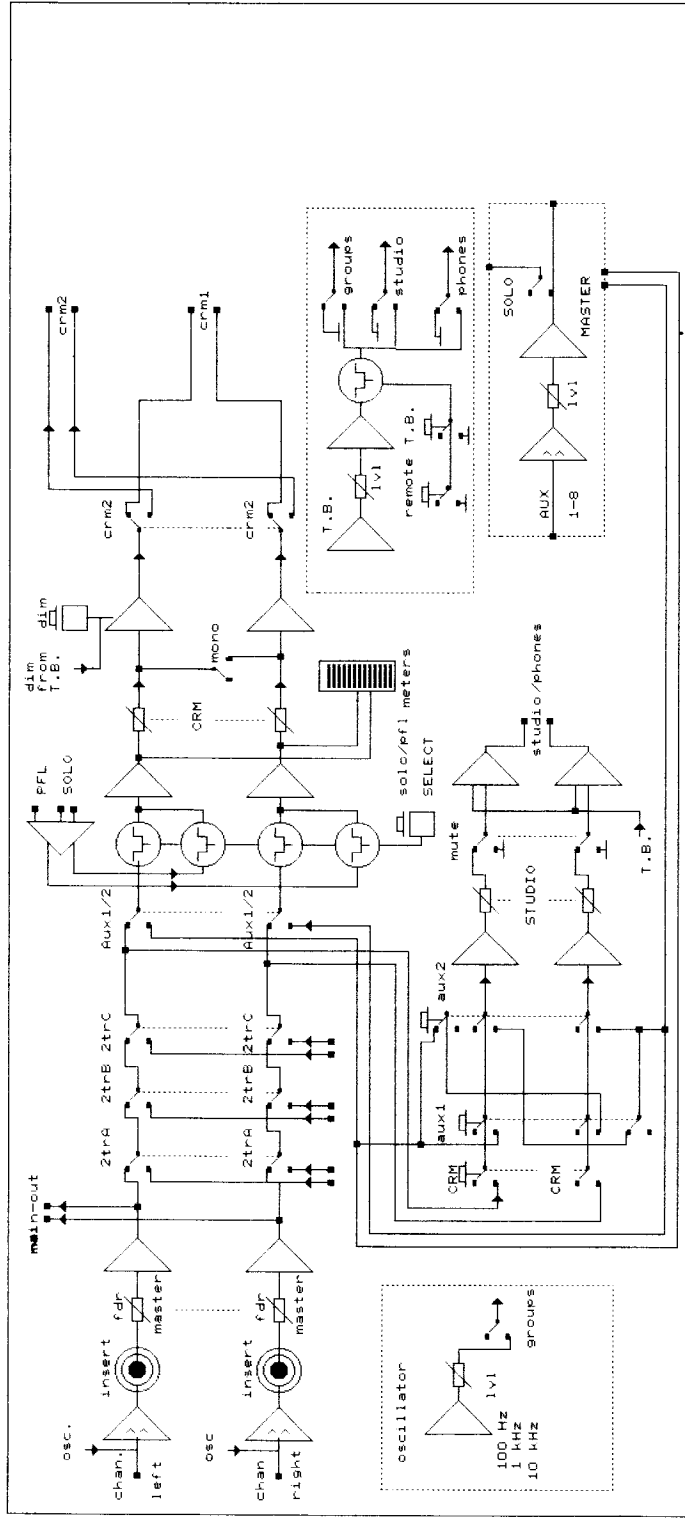 osc.
chan.
left
insert
fdr
master
main-out
2trA
2trB
2trC
Aux1/2
PFL
SOLO
CRM
dim
from
T.B.
dim
crm2
crm2
osc
chan
right
insert
fdr
master
2trA
2trB
2trC
Aux1/2
mono
crm2
crm1
solo/pfl meters
SELECT
oscillator
100 Hz
1 kHz
10 kHz
lvl
groups
CRM
CRM
aux1
aux2
STUDIO
mute
T.B.
studio/phones
T.B.
lvl
remote T.B.
groups
studio
phones
AUX
1-8
lvl
SOLO
MASTER